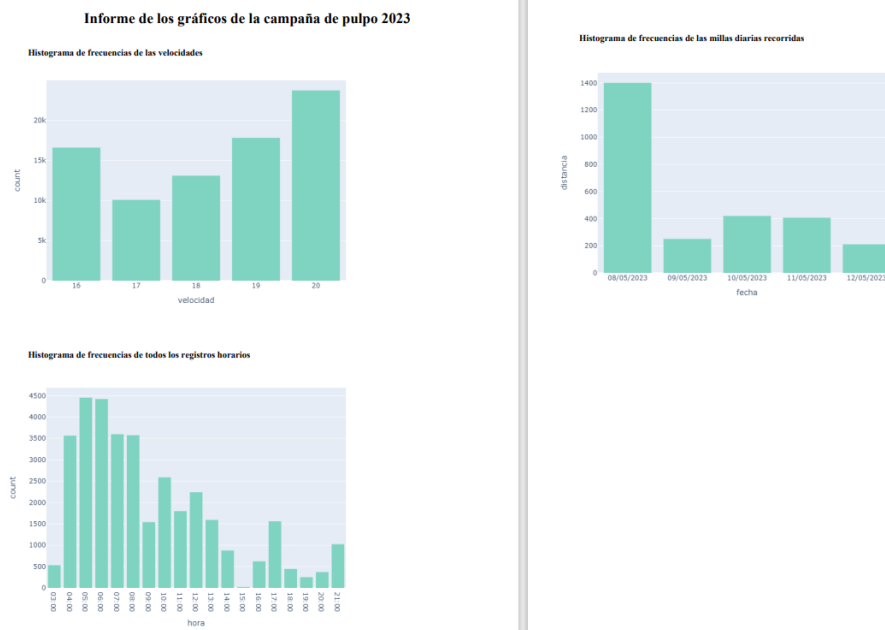 Informe de los gráficos de la campaña de pulpo 2023
Histograma de frecuencias de las velocidades
20k
15k
10k
5k
0
count
16 17 18 19 20
velocidad
Histograma de frecuencias de todos los registros horarios
4500
4000
3500
3000
2500
2000
1500
1000
500
0
count
03:00 04:00 05:00 06:00 07:00 08:00 09:00 10:00 11:00 12:00 13:00 14:00 15:00 16:00 17:00 18:00 19:00 20:00 21:00
hora
Histograma de frecuencias de las millas diarias recorridas
1400
1200
1000
800
600
400
200
0
distancia
08/05/2023 09/05/2023 10/05/2023 11/05/2023 12/05/2023
fecha